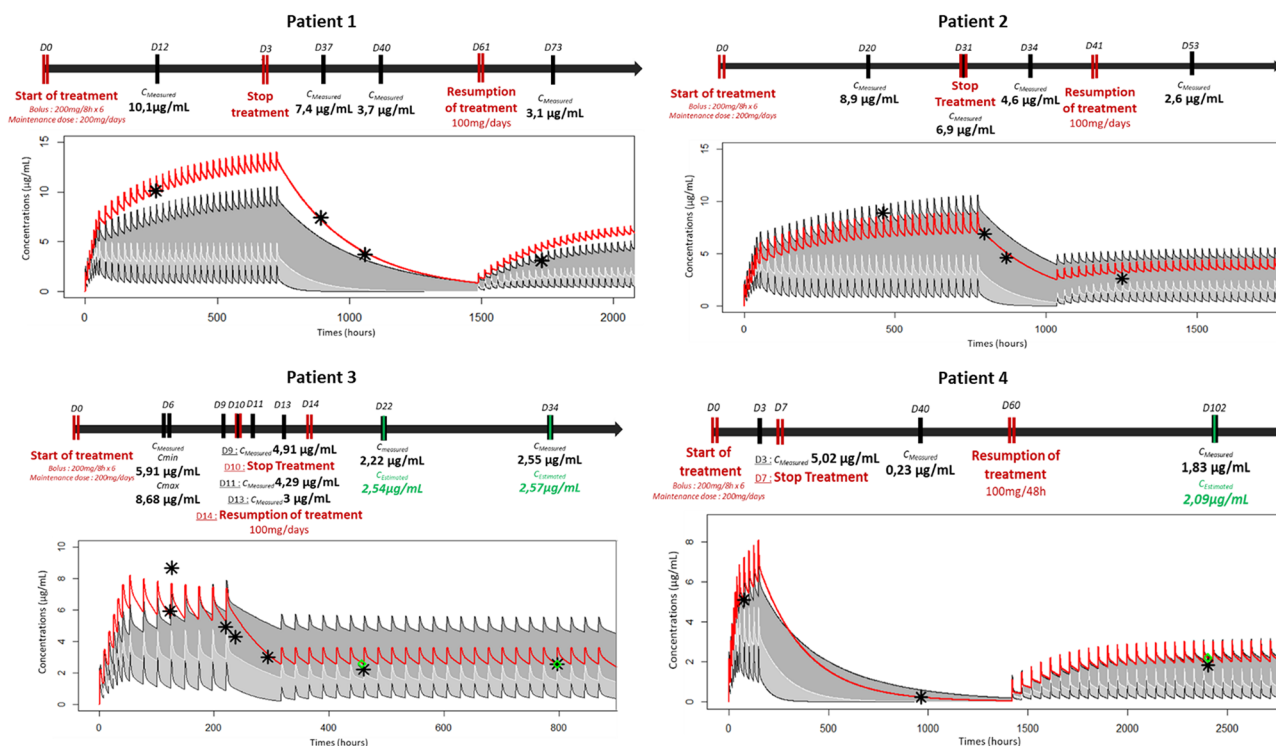 Patient 1
D0
D12
D3
D37
D40
D61
D73
Start of treatment
Bolus : 200mg/8h x 6
Maintenance dose : 200mg/days
CMeasured
10,1µg/mL
Stop
treatment
CMeasured
7,4 µg/mL
CMeasured
3,7 µg/mL
Resumption
of treatment
100mg/days
CMeasured
3,1 µg/mL
Concentrations (µg/mL)
15
10
5
0
0
500
1000
1500
2000
Times (hours)
Patient 2
D0
D20
D31
D34
D41
D53
Start of treatment
Bolus : 200mg/8h x 6
Maintenance dose : 200mg/days
CMeasured
8,9 µg/mL
Stop
Treatment
CMeasured
6,9 µg/mL
CMeasured
4,6 µg/mL
Resumption
of treatment
100mg/days
CMeasured
2,6 µg/mL
Concentrations (µg/mL)
15
10
5
0
0
500
1000
1500
Times (hours)
Patient 3
D0
D6
D9
D10
D11
D13
D14
D22
D34
Start of treatment
Bolus : 200mg/8h x 6
Maintenance dose : 200mg/days
CMeasured
Cmin
5,91 µg/mL
Cmax
8,68 µg/mL
D9 : CMeasured 4,91 µg/mL
D10 : Stop Treatment
D11 : CMeasured 4,29 µg/mL
D13 : CMeasured 3 µg/mL
D14 : Resumption of treatment
100mg/days
Cmeasured
2,22 µg/mL
CEstimated
2,54µg/mL
CMeasured
2,55 µg/mL
CEstimated
2,57µg/mL
Concentrations (µg/mL)
10
8
6
4
2
0
0
200
400
600
800
Times (hours)
Patient 4
D0
D3
D7
D40
D60
D102
Start of
treatment
Bolus : 200mg/8h x 6
Maintenance dose : 200mg/days
D3 : CMeasured 5,02 µg/mL
D7 : Stop Treatment
CMeasured
0,23 µg/mL
Resumption of
treatment
100mg/48h
CMeasured
1,83 µg/mL
CEstimated
2,09µg/mL
Concentrations (µg/mL)
8
6
4
2
0
0
500
1000
1500
2000
2500
Times (hours)